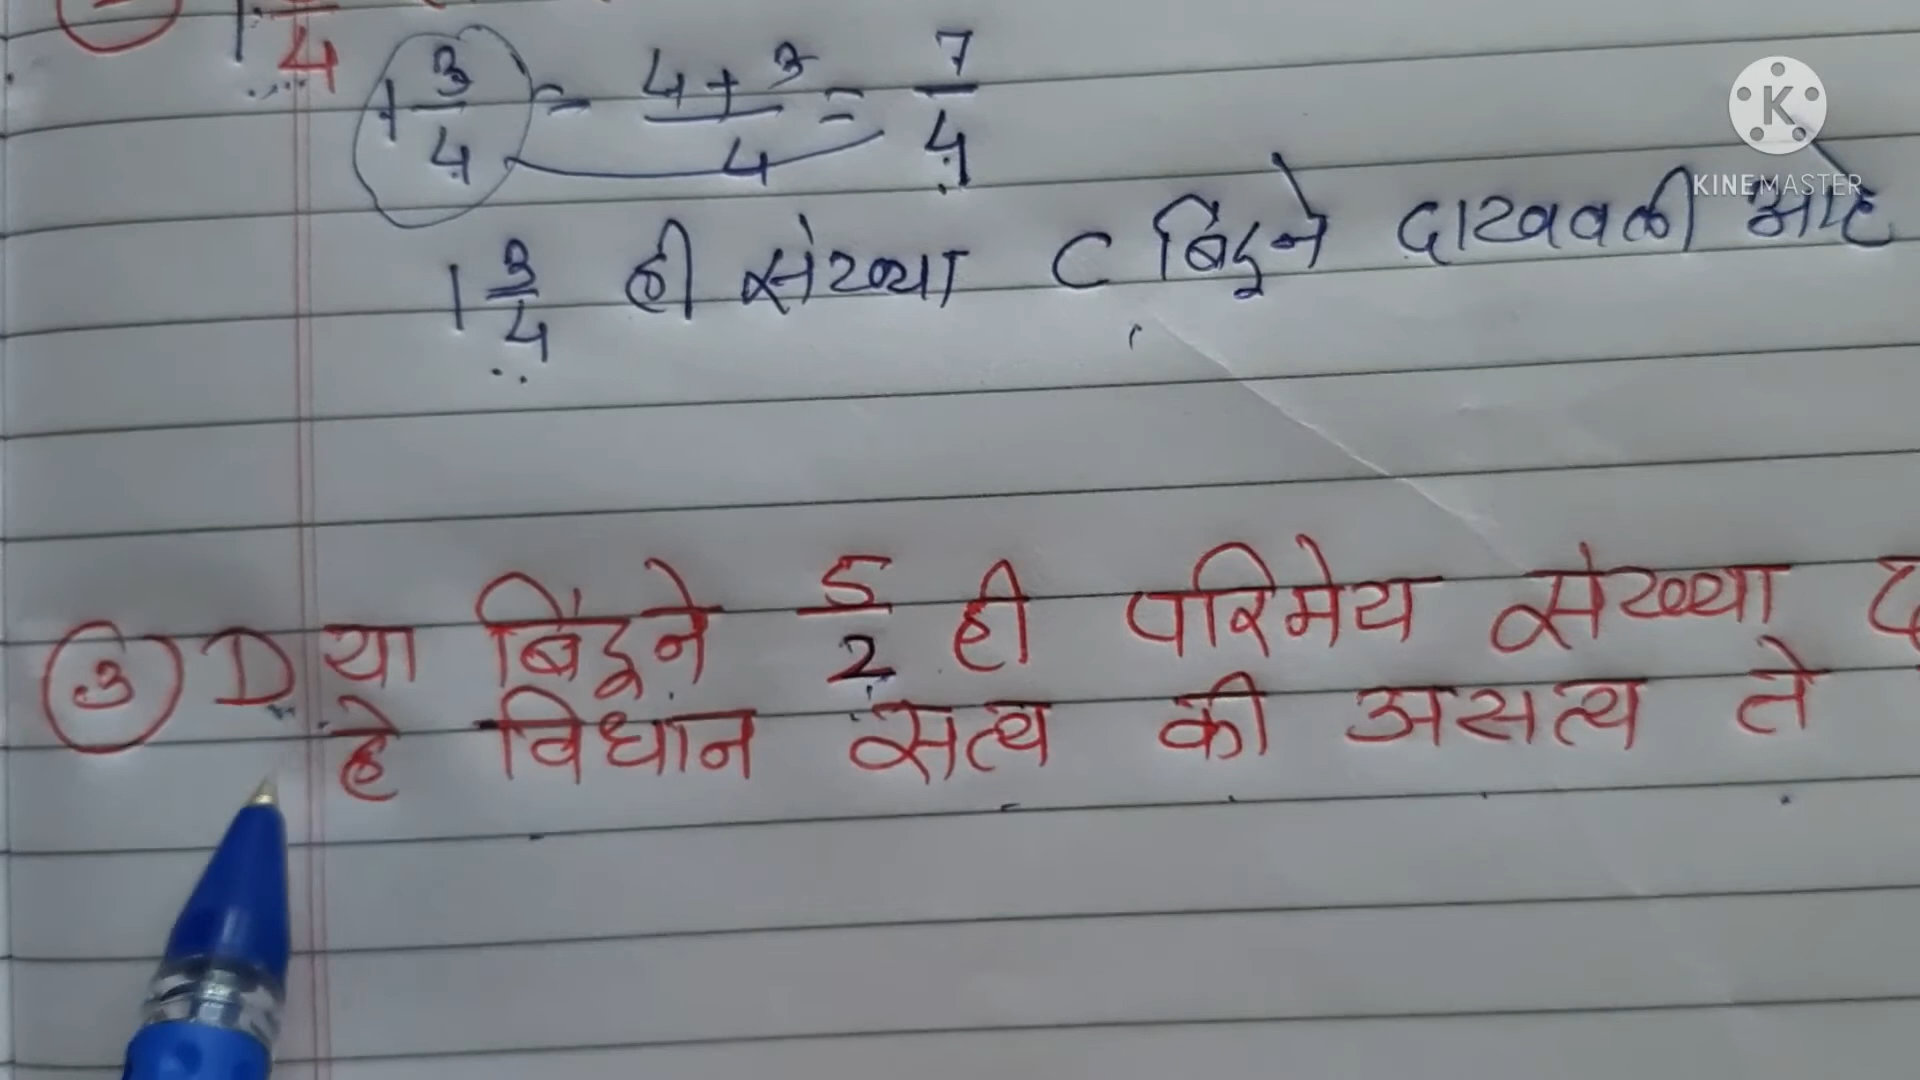 1 3/4 = 4+3/4 = 7/4
1 3/4 ही संख्या C बिंदूने दाखवली आहे
③ D या बिंदूने 5/2 ही परिमेय संख्या
हे विधान सत्य की असत्य ते
K
KINEMASTER